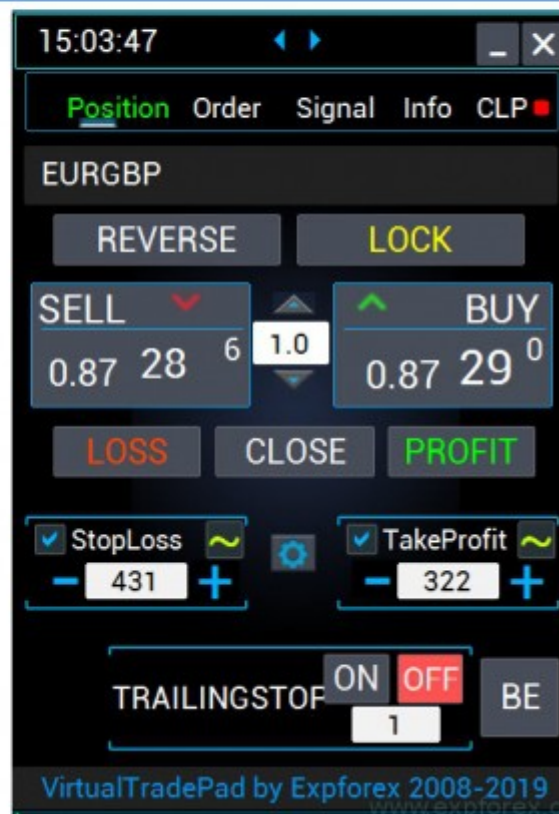 15:03:47
Position Order Signal Info CLP
EURGBP
REVERSE LOCK
SELL BUY
0.87 28 6 1.0 0.87 29 0
LOSS CLOSE PROFIT
StopLoss TakeProfit
431 322
TRAILINGSTOP ON OFF BE
1
VirtualTradePad by Expforex 2008-2019
www.expforex.c